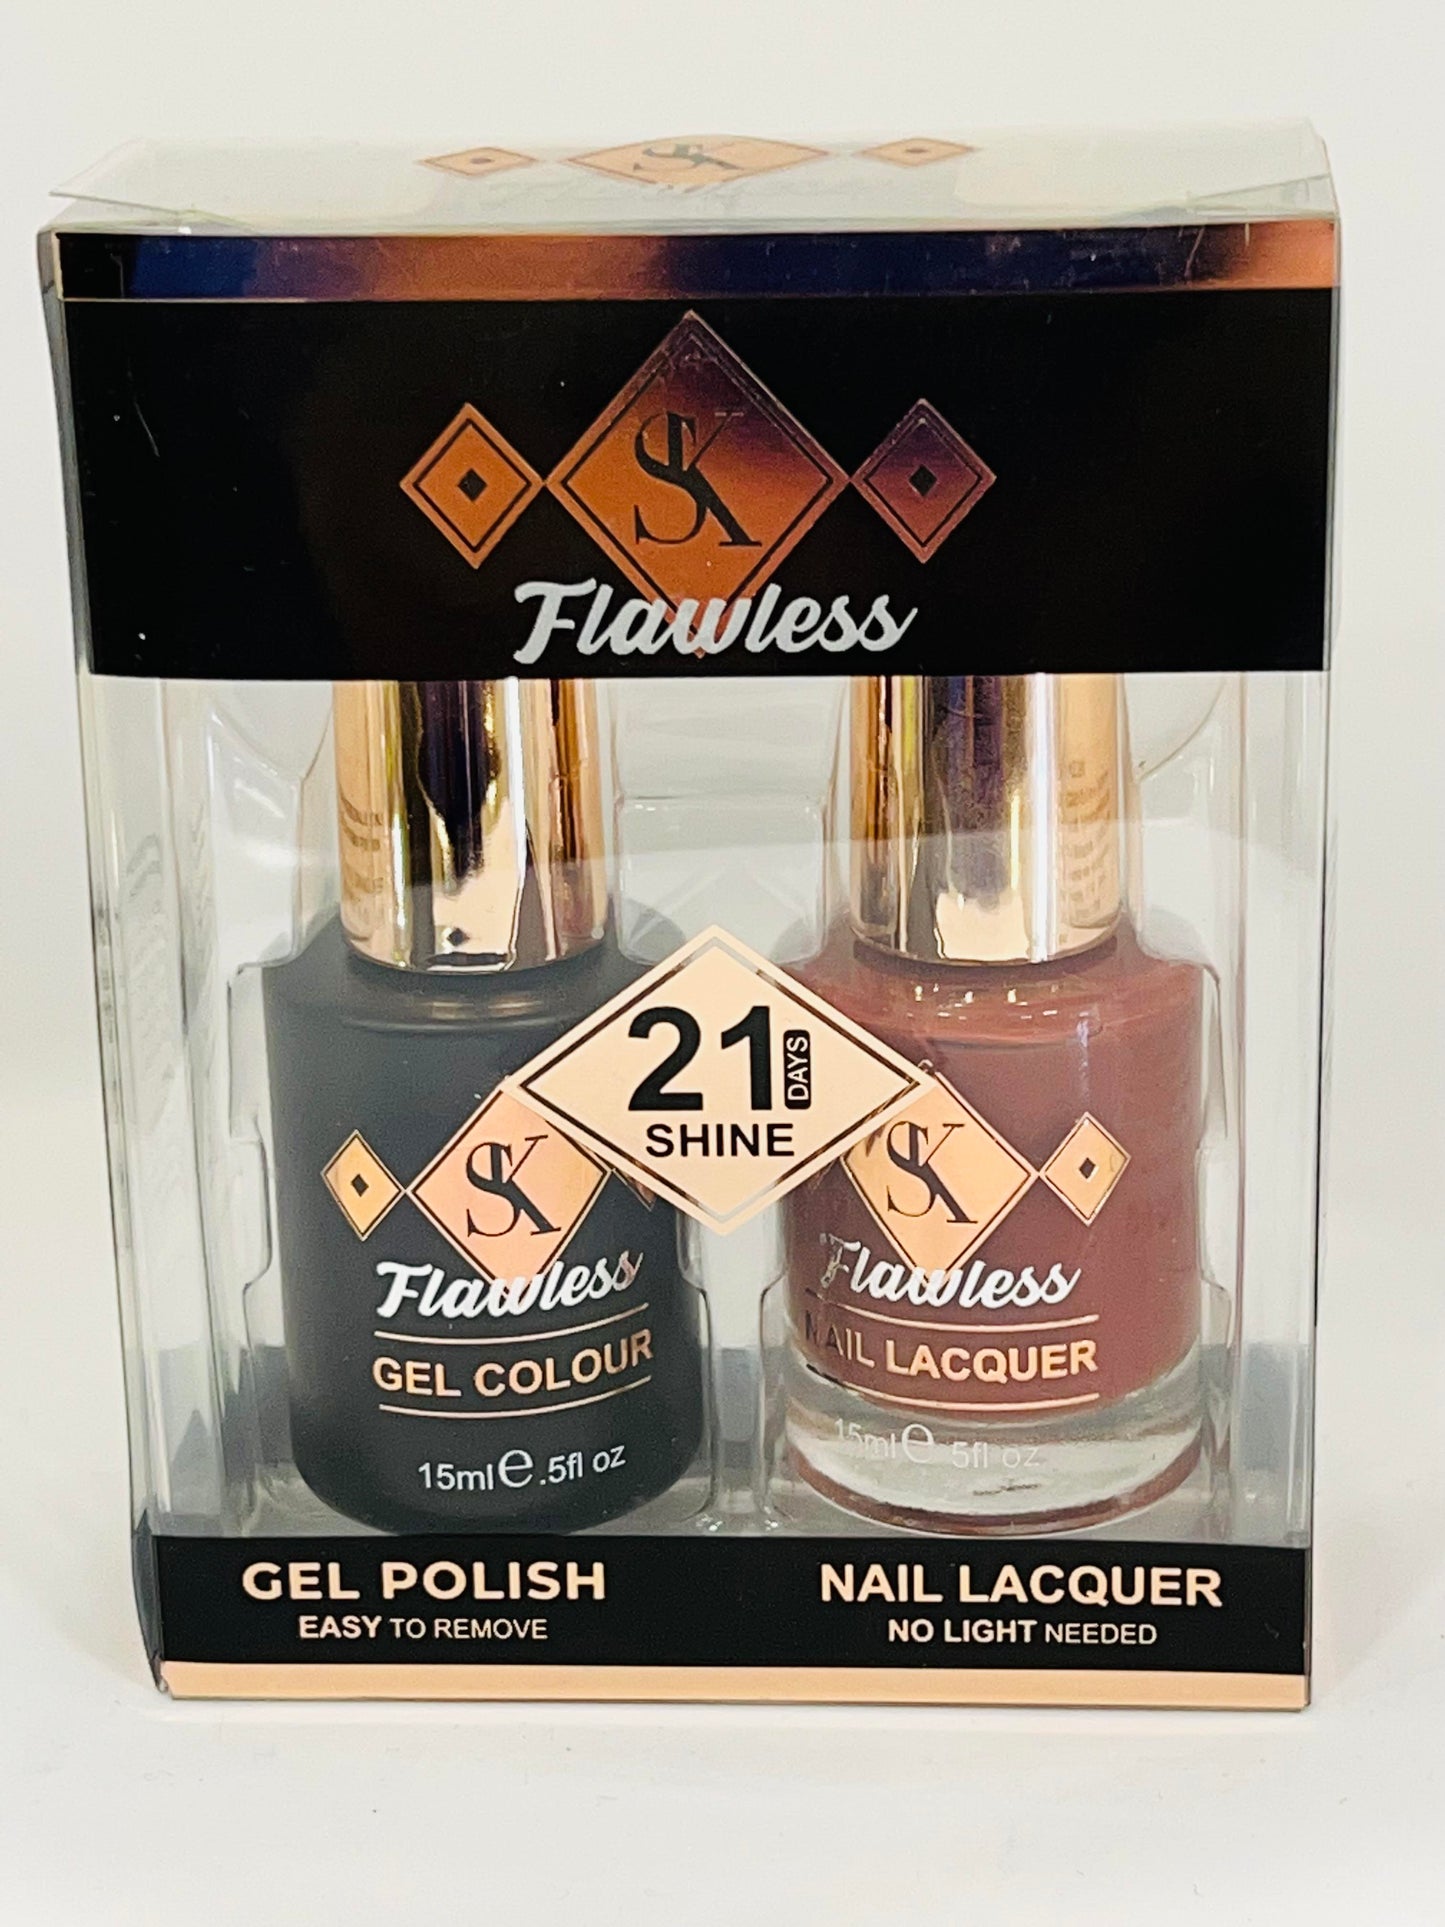 SK
SK
Flawless
21 DAYS
SHINE
SK
Flawless
GEL COLOUR
15ml e .5fl oz
SK
Flawless
NAIL LACQUER
15ml e .5fl oz
GEL POLISH
EASY TO REMOVE
NAIL LACQUER
NO LIGHT NEEDED